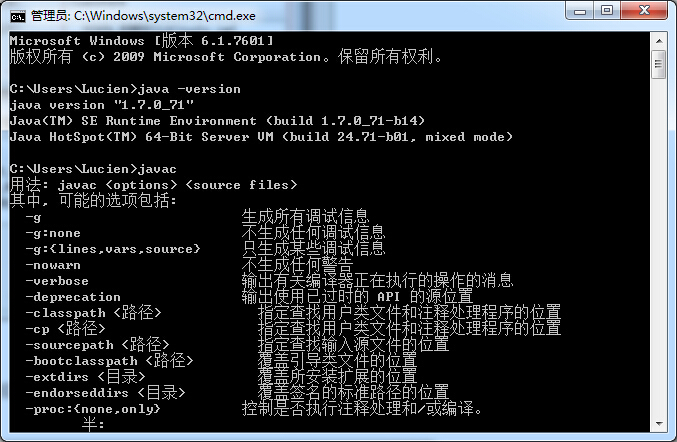 管理员: C:\Windows\system32\cmd.exe
Microsoft Windows [版本 6.1.7601]
版权所有 (c) 2009 Microsoft Corporation。保留所有权利。
C:\Users\Lucien>java -version
java version "1.7.0_71"
Java(TM) SE Runtime Environment (build 1.7.0_71-b14)
Java HotSpot(TM) 64-Bit Server VM (build 24.71-b01, mixed mode)
C:\Users\Lucien>javac
用法: javac <options> <source files>
其中, 可能的选项包括:
-g 生成所有调试信息
-g:none 不生成任何调试信息
-g:{lines,vars,source} 只生成某些调试信息
-nowarn 不生成任何警告
-verbose 输出有关编译器正在执行的操作的消息
-deprecation 输出使用已过时的 API 的源位置
-classpath <路径> 指定查找用户类文件和注释处理程序的位置
-cp <路径> 指定查找用户类文件和注释处理程序的位置
-sourcepath <路径> 指定查找输入源文件的位置
-bootclasspath <路径> 覆盖引导类文件的位置
-extdirs <目录> 覆盖所安装扩展的位置
-endorseddirs <目录> 覆盖签名的标准路径的位置
-proc:{none,only} 控制是否执行注释处理和/或编译。
半: